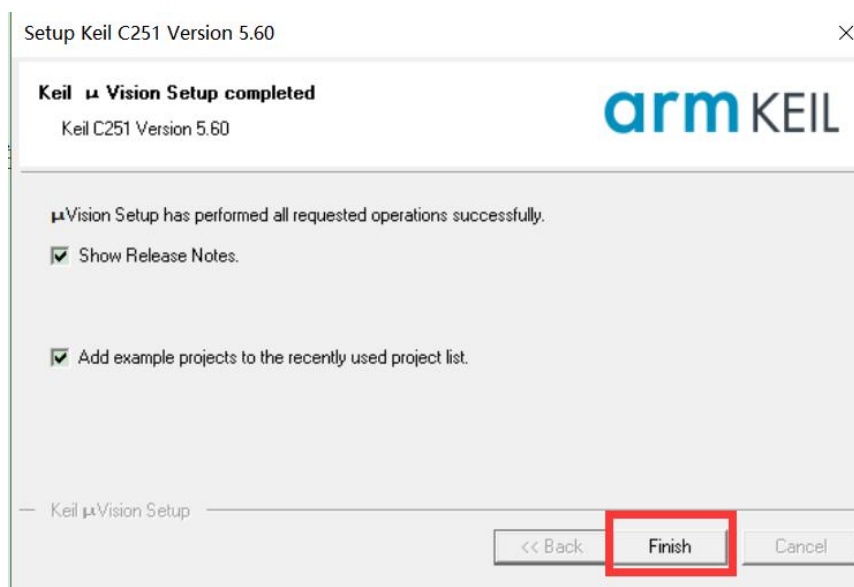 Setup Keil C251 Version 5.60
Keil μ Vision Setup completed
Keil C251 Version 5.60
arm KEIL
μVision Setup has performed all requested operations successfully.
Show Release Notes.
Add example projects to the recently used project list.
Keil μVision Setup
<< Back Finish Cancel